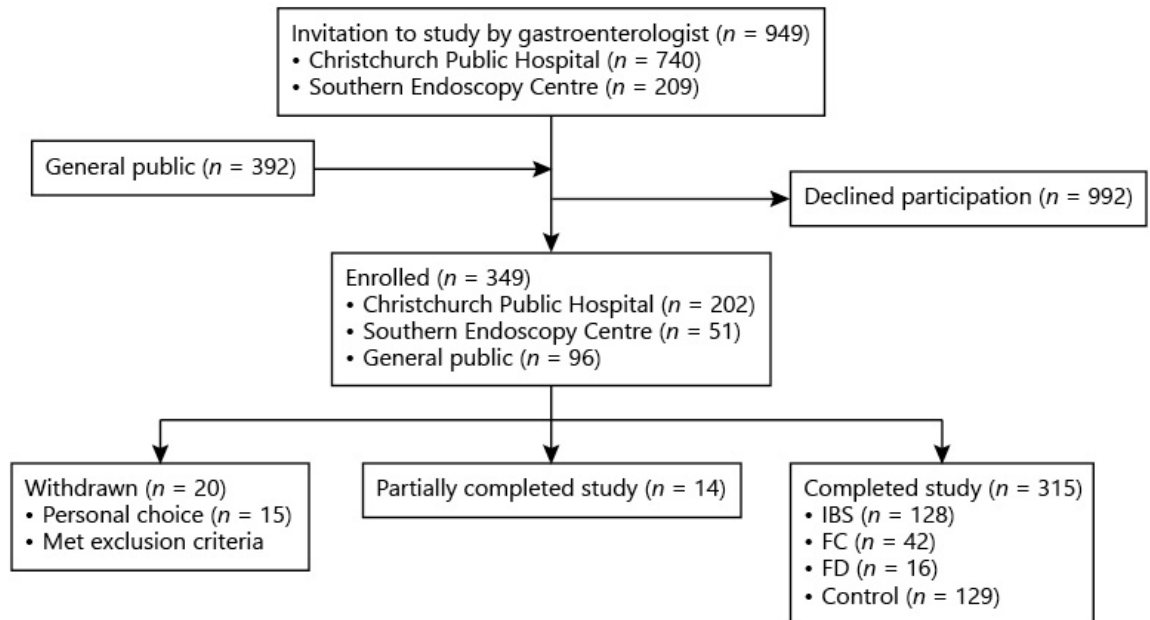 Invitation to study by gastroenterologist (n = 949)
• Christchurch Public Hospital (n = 740)
• Southern Endoscopy Centre (n = 209)
General public (n = 392)
Declined participation (n = 992)
Enrolled (n = 349)
• Christchurch Public Hospital (n = 202)
• Southern Endoscopy Centre (n = 51)
• General public (n = 96)
Withdrawn (n = 20)
• Personal choice (n = 15)
• Met exclusion criteria
Partially completed study (n = 14)
Completed study (n = 315)
• IBS (n = 128)
• FC (n = 42)
• FD (n = 16)
• Control (n = 129)